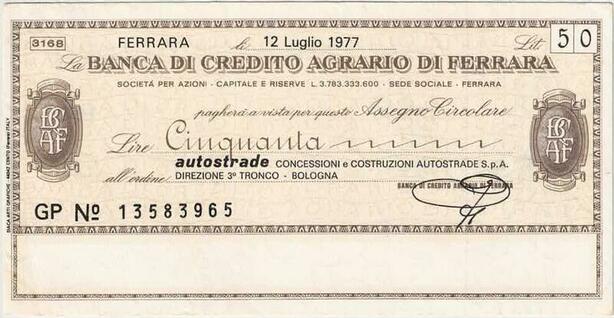 3168 FERRARA li 12 Luglio 1977 Lit. 50
La BANCA DI CREDITO AGRARIO DI FERRARA
SOCIETÀ PER AZIONI - CAPITALE E RISERVE L. 3.783.333.600 - SEDE SOCIALE - FERRARA
pagherà a vista per questo Assegno Circolare
Lire Cinquanta
autostrade CONCESSIONI e COSTRUZIONI AUTOSTRADE S.p.A.
all'ordine DIREZIONE 3° TRONCO - BOLOGNA
BANCA DI CREDITO AGRARIO DI FERRARA
GP Nº 13583965
BCAF
BCAF